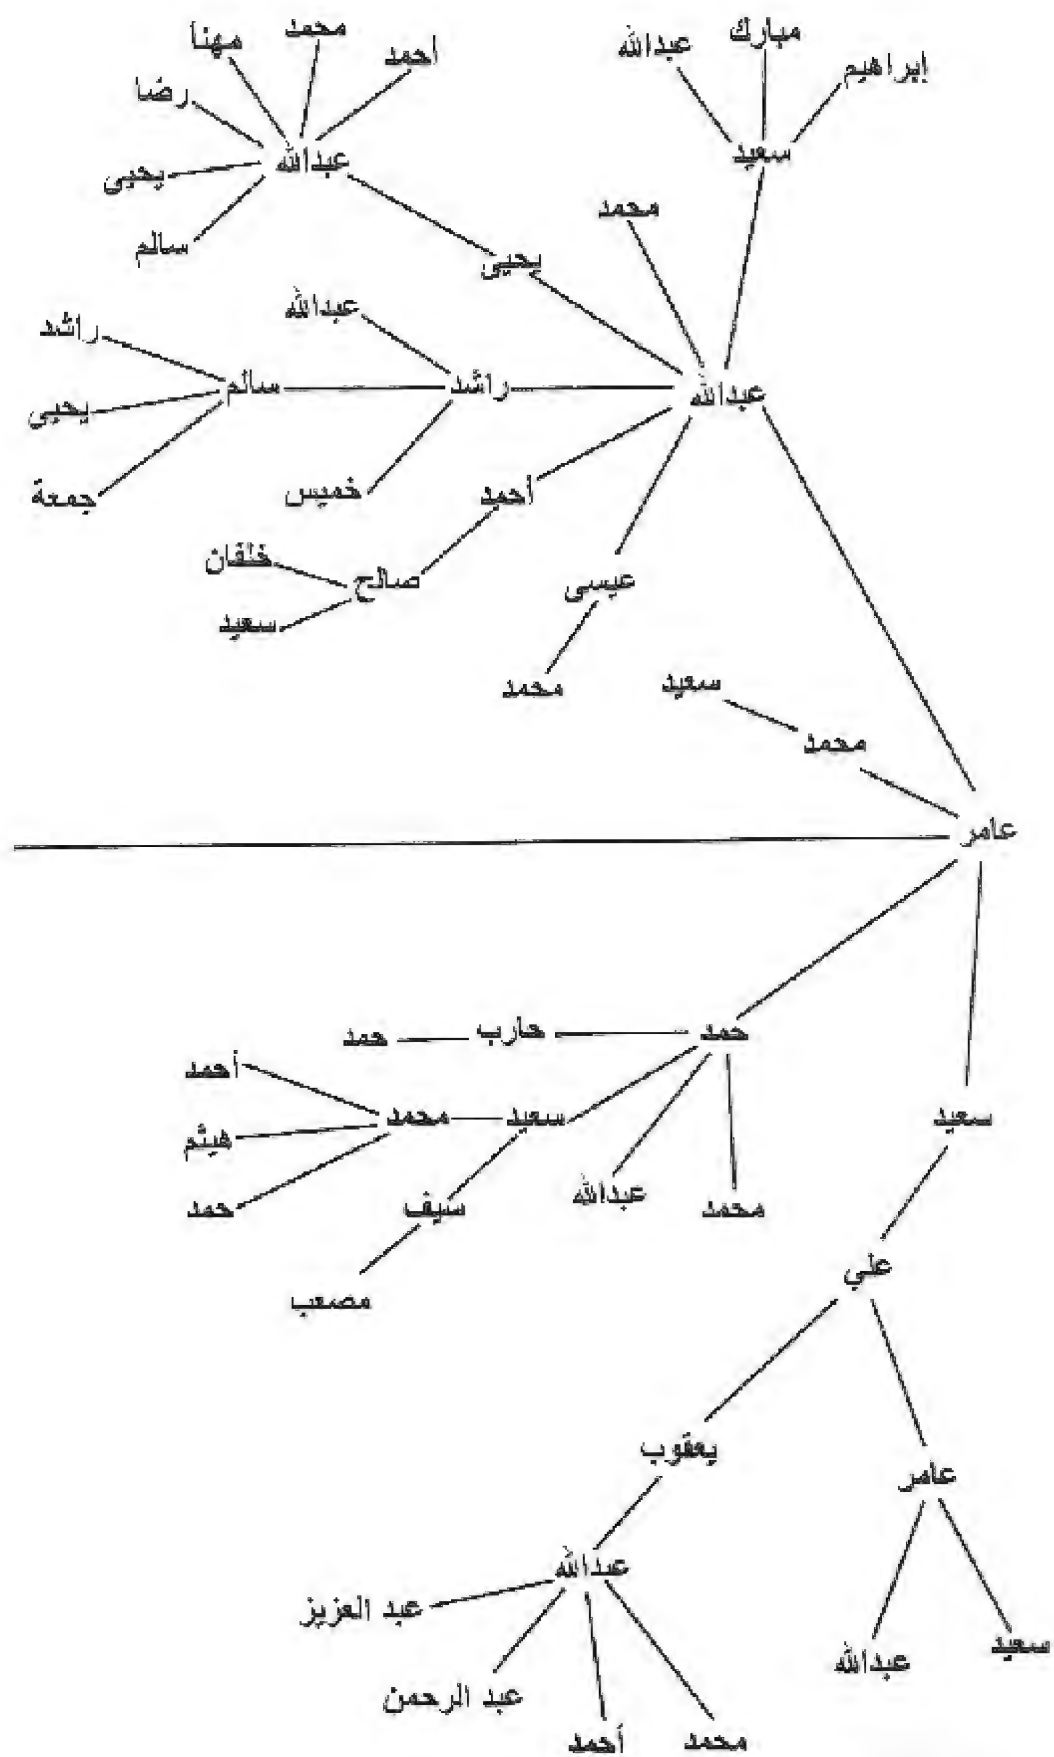 مهنا
محمد
احمد
عبدالله
مبارك
إبراهيم
رضا
سعيد
عبدالله
يحيى
محمد
سالم
يحيى
عبدالله
راشد
سالم
راشد
عبدالله
يحيى
جمعة
خميس
أحمد
خلفان
صالح
عيسى
سعيد
محمد
سعيد
محمد
عامر
حمد
حارب
حمد
أحمد
محمد
سعيد
سعيد
هيثم
حمد
سيف
عبدالله
محمد
علي
مصعب
يعقوب
عامر
عبدالله
عبد العزيز
عبدالله
سعيد
عبد الرحمن
أحمد
محمد